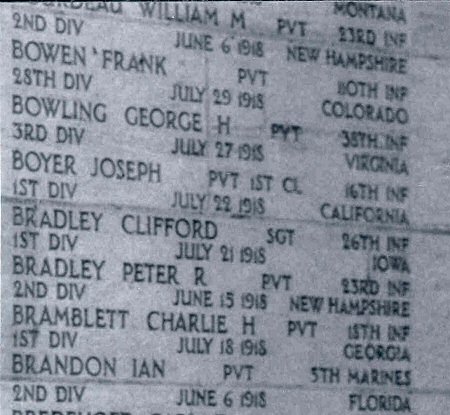 WILLIAM M PVT 23RD INF
MONTANA
2ND DIV JUNE 6 1918 NEW HAMPSHIRE
BOWEN FRANK PVT 110TH INF
28TH DIV JULY 29 1918 COLORADO
BOWLING GEORGE H PVT 38TH INF
3RD DIV JULY 27 1918 VIRGINIA
BOYER JOSEPH PVT 1ST CL 16TH INF
1ST DIV JULY 22 1918 CALIFORNIA
BRADLEY CLIFFORD SGT 26TH INF
1ST DIV JULY 21 1918 IOWA
BRADLEY PETER R PVT 23RD INF
2ND DIV JUNE 15 1918 NEW HAMPSHIRE
BRAMBLETT CHARLIE H PVT 18TH INF
1ST DIV JULY 18 1918 GEORGIA
BRANDON IAN PVT 5TH MARINES
2ND DIV JUNE 6 1918 FLORIDA